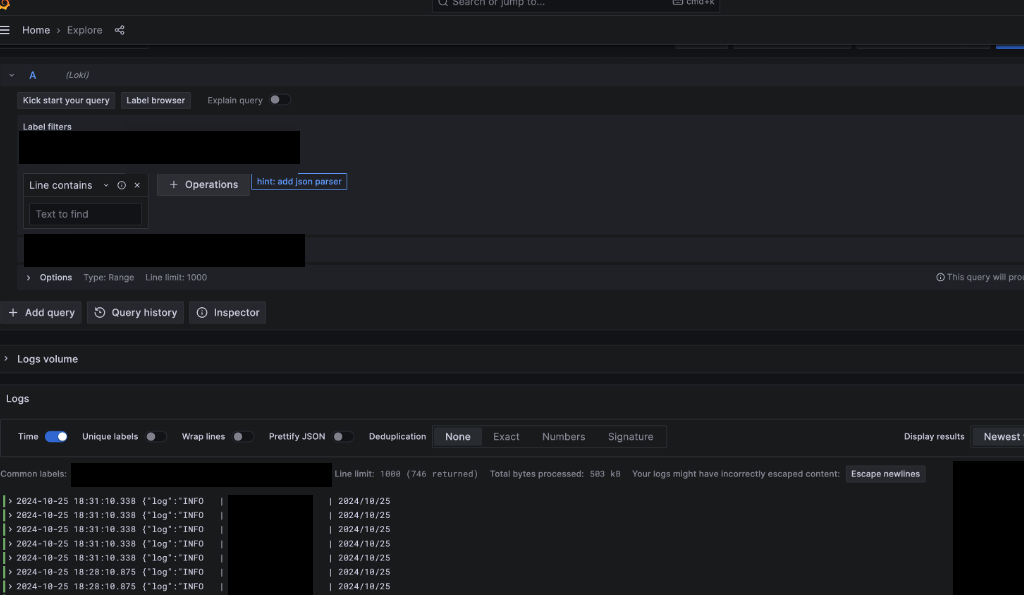 Search or jump to... cmd+k
Home › Explore
A (Loki)
Kick start your query Label browser Explain query
Label filters
Line contains + Operations hint: add json parser
Text to find
Options Type: Range Line limit: 1000 This query will pro
+ Add query Query history Inspector
Logs volume
Logs
Time Unique labels Wrap lines Prettify JSON Deduplication None Exact Numbers Signature Display results Newest
Common labels: Line limit: 1000 (746 returned) Total bytes processed: 503 kB Your logs might have incorrectly escaped content: Escape newlines
› 2024-10-25 18:31:10.338 {"log":"INFO | | 2024/10/25
› 2024-10-25 18:31:10.338 {"log":"INFO | | 2024/10/25
› 2024-10-25 18:31:10.338 {"log":"INFO | | 2024/10/25
› 2024-10-25 18:31:10.338 {"log":"INFO | | 2024/10/25
› 2024-10-25 18:31:10.338 {"log":"INFO | | 2024/10/25
› 2024-10-25 18:28:10.875 {"log":"INFO | | 2024/10/25
› 2024-10-25 18:28:10.875 {"log":"INFO | | 2024/10/25